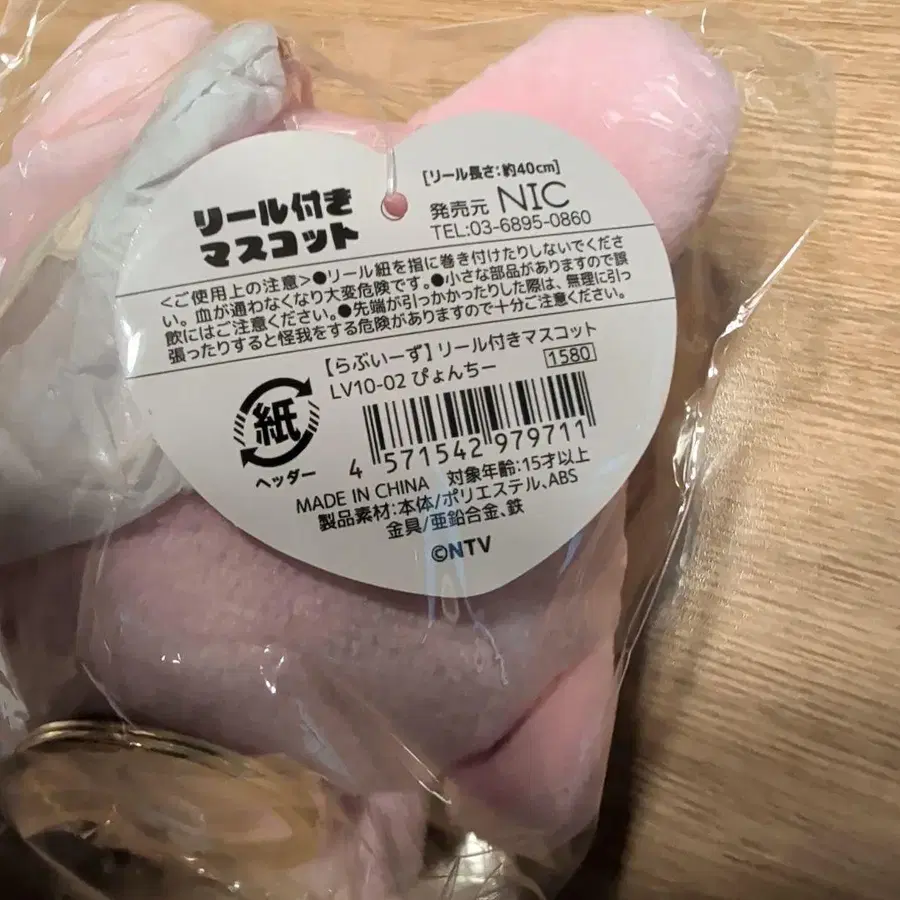 リール付き
マスコット
[リール長さ:約40cm]
発売元 NIC
TEL:03-6895-0860
<ご使用上の注意>●リール紐を指に巻き付けたりしないでくださ
い。血が通わなくなり大変危険です。●小さな部品がありますので誤
飲にはご注意ください。●先端が引っかかったりした際は、無理に引っ
張ったりすると怪我をする危険がありますので十分ご注意ください。
【らぶいーず】リール付きマスコット
LV10-02 ぴょんちー 1580
紙
ヘッダー
4 571542 979711
MADE IN CHINA 対象年齢:15才以上
製品素材:本体/ポリエステル、ABS
金具/亜鉛合金、鉄
©NTV